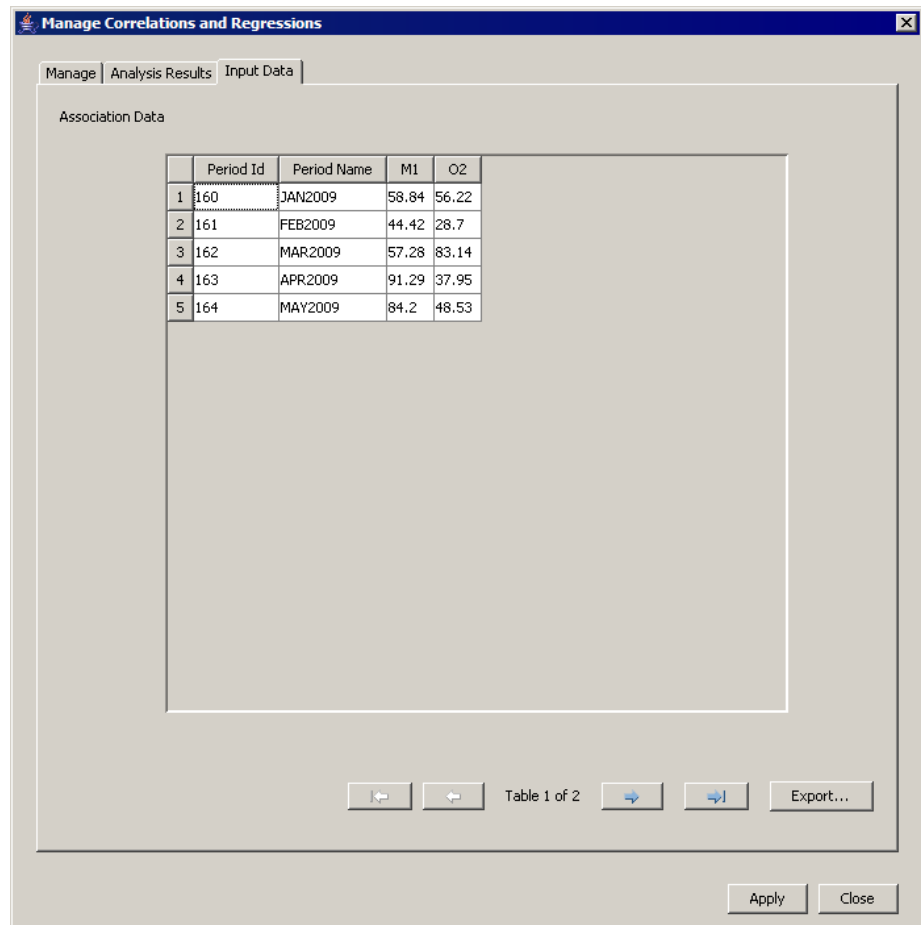 Manage Correlations and Regressions
Manage Analysis Results Input Data
Association Data
Period Id Period Name M1 O2
1 160 JAN2009 58.84 56.22
2 161 FEB2009 44.42 28.7
3 162 MAR2009 57.28 83.14
4 163 APR2009 91.29 37.95
5 164 MAY2009 84.2 48.53
Table 1 of 2 Export...
Apply Close